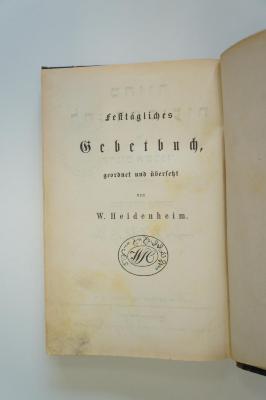 Festtägliches
Gebetbuch,
geordnet und übersetzt
von
W. Heidenheim.